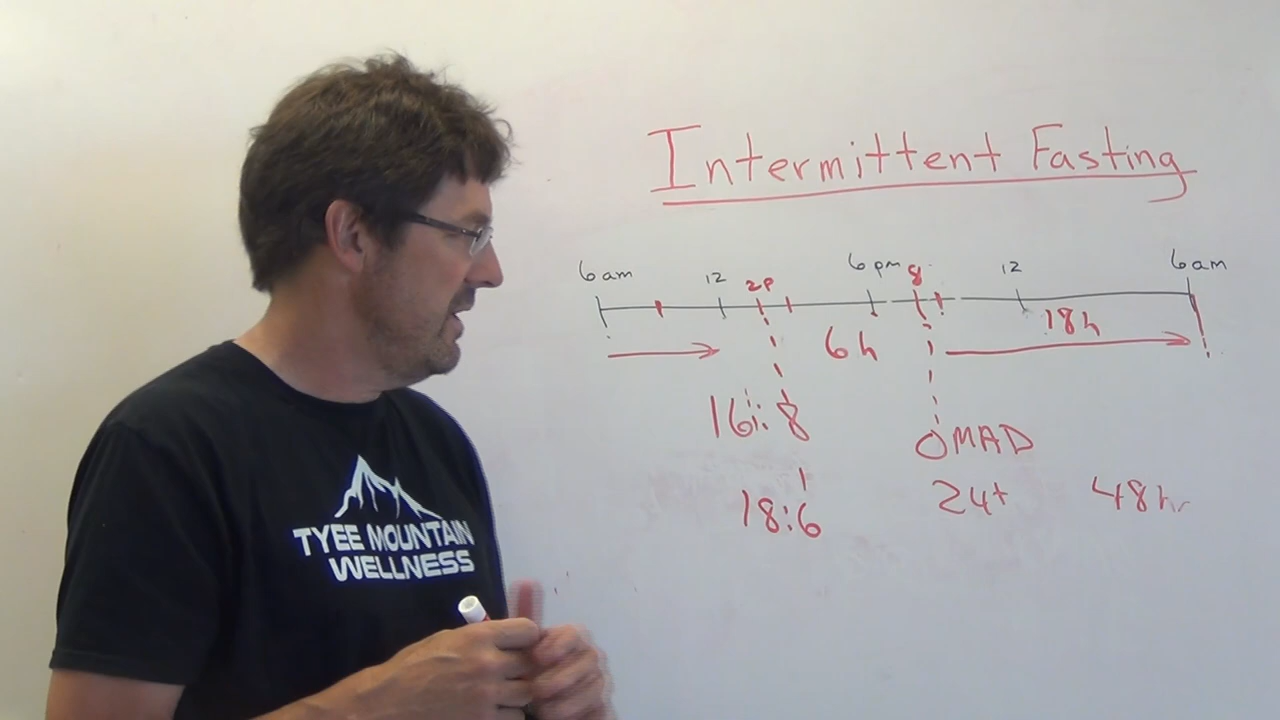 Intermittent Fasting
6am 12 2P 6pm 8 12 6am
6h 18h
16:8 OMAD
18:6 24+ 48hr
TYEE MOUNTAIN
WELLNESS